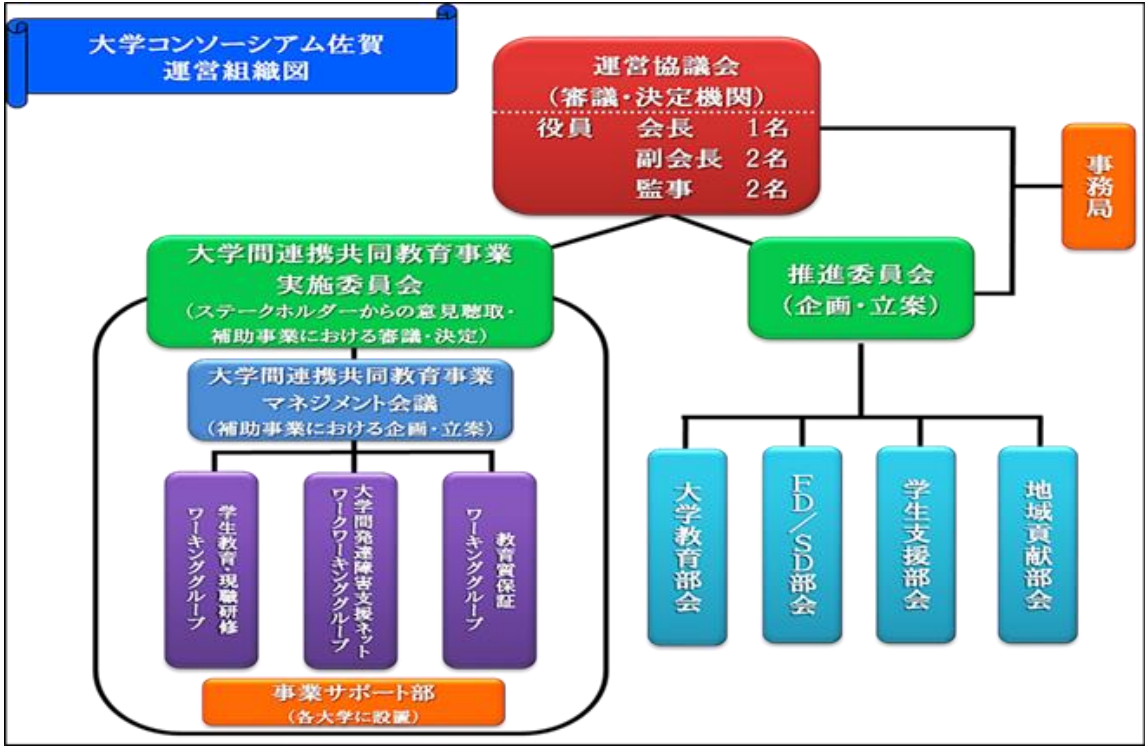 大学コンソーシアム佐賀
運営組織図
運営協議会
(審議・決定機関)
役員 会長 1名
副会長 2名
監事 2名
事務局
大学間連携共同教育事業
実施委員会
(ステークホルダーからの意見聴取・
補助事業における審議・決定)
推進委員会
(企画・立案)
大学間連携共同教育事業
マネジメント会議
(補助事業における企画・立案)
学生教育・現職研修
ワーキンググループ
大学間発達障害支援ネット
ワークワーキンググループ
教育質保証
ワーキンググループ
大学教育部会
FD/SD部会
学生支援部会
地域貢献部会
事業サポート部
(各大学に設置)